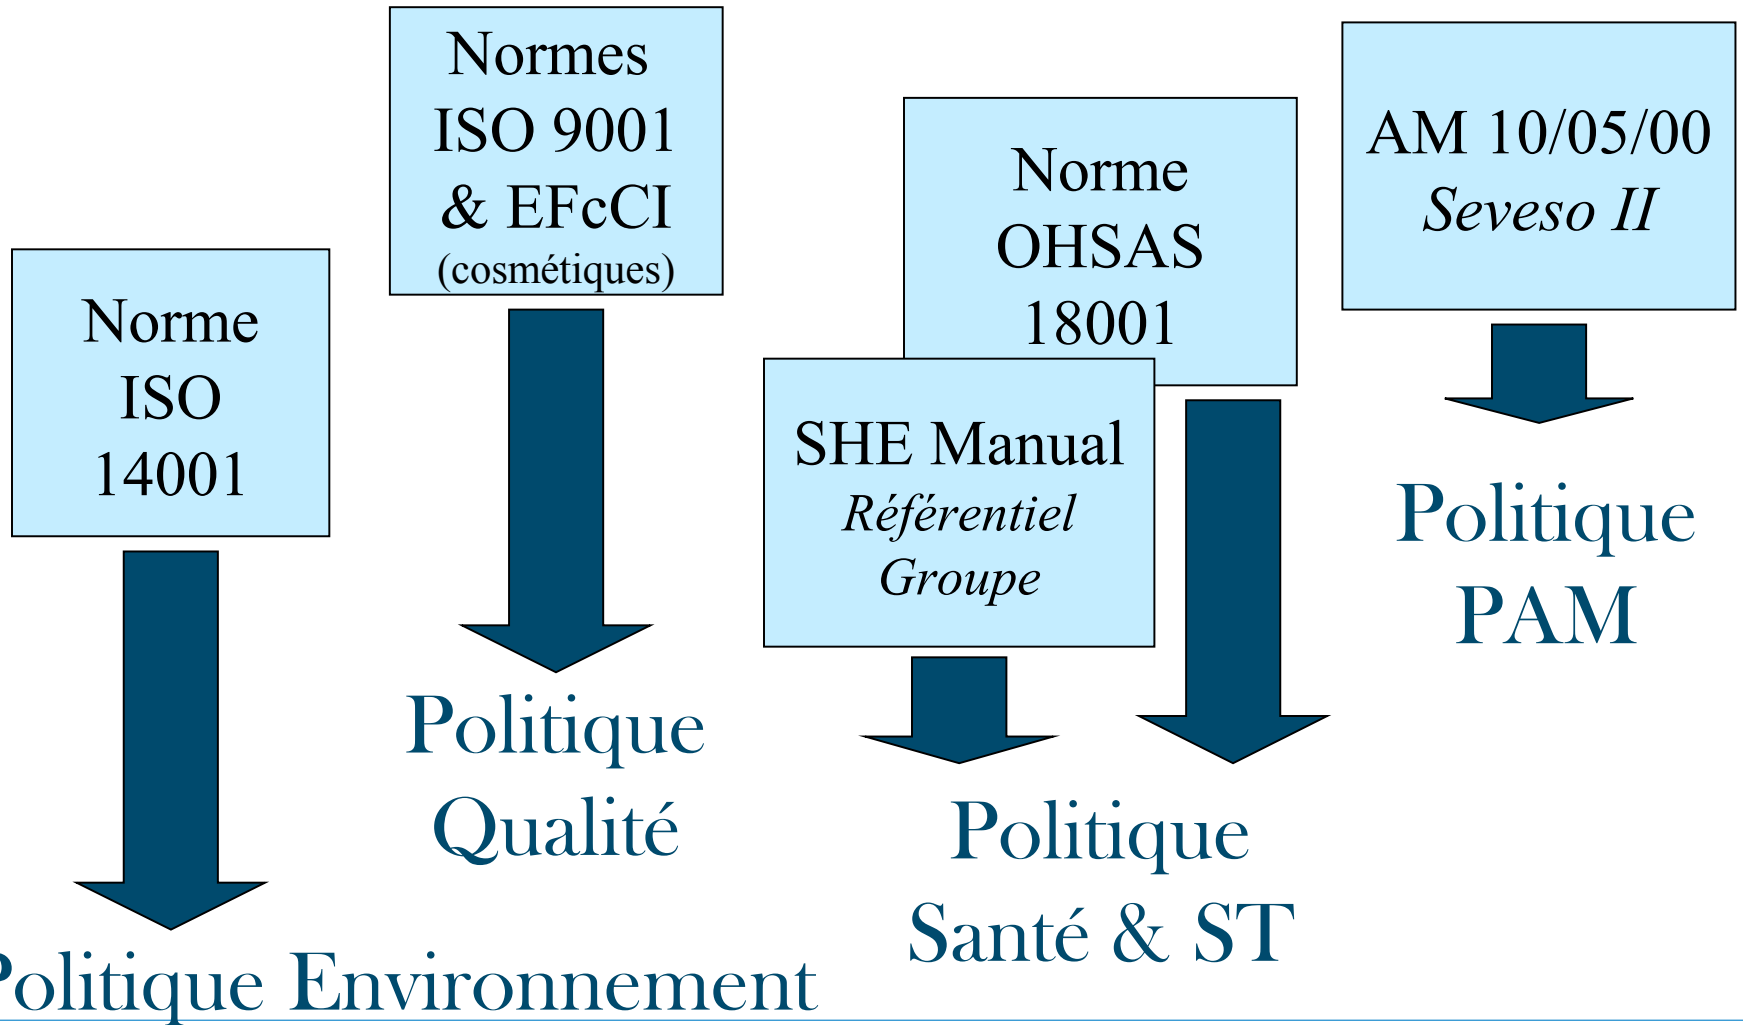 Norme
ISO
14001
Politique Environnement
Normes
ISO 9001
& EFcCI
(cosmétiques)
Politique
Qualité
Norme
OHSAS
18001
SHE Manual
Référentiel
Groupe
Politique
Santé & ST
AM 10/05/00
Seveso II
Politique
PAM